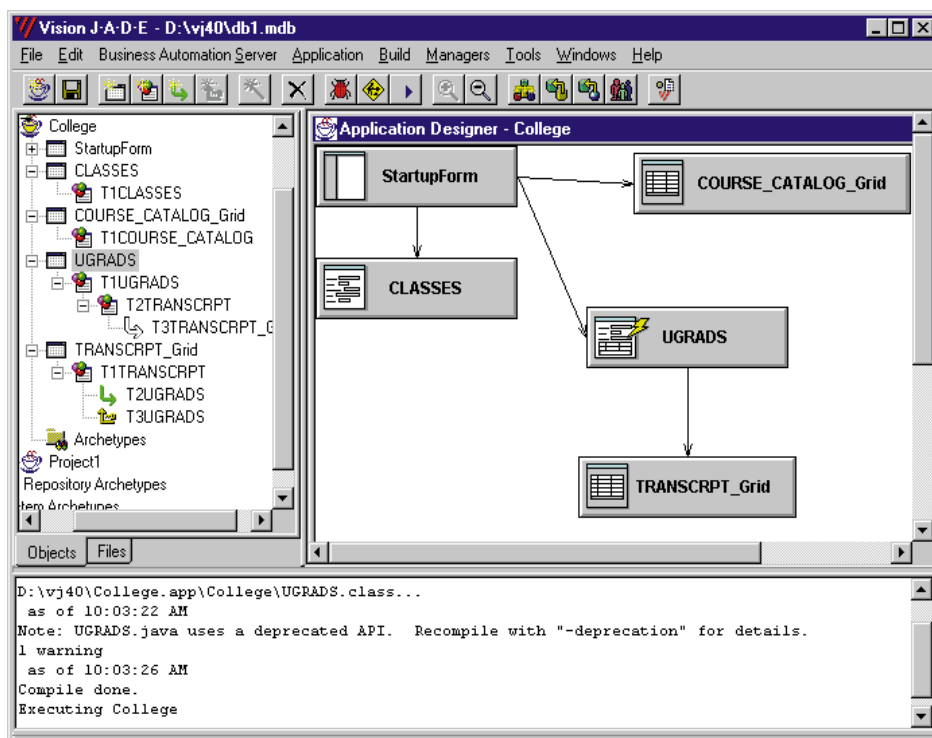 Vision J·A·D·E - D:\vj40\db1.mdb
File Edit Business Automation Server Application Build Managers Tools Windows Help
College
StartupForm
CLASSES
T1CLASSES
COURSE_CATALOG_Grid
T1COURSE_CATALOG
UGRADS
T1UGRADS
T2TRANSCRPT
T3TRANSCRPT_G
TRANSCRPT_Grid
T1TRANSCRPT
T2UGRADS
T3UGRADS
Archetypes
Project1
Repository Archetypes
tem Archetypes
Objects Files
Application Designer - College
StartupForm
COURSE_CATALOG_Grid
CLASSES
UGRADS
TRANSCRPT_Grid
D:\vj40\College.app\College\UGRADS.class...
as of 10:03:22 AM
Note: UGRADS.java uses a deprecated API. Recompile with "-deprecation" for details.
1 warning
as of 10:03:26 AM
Compile done.
Executing College